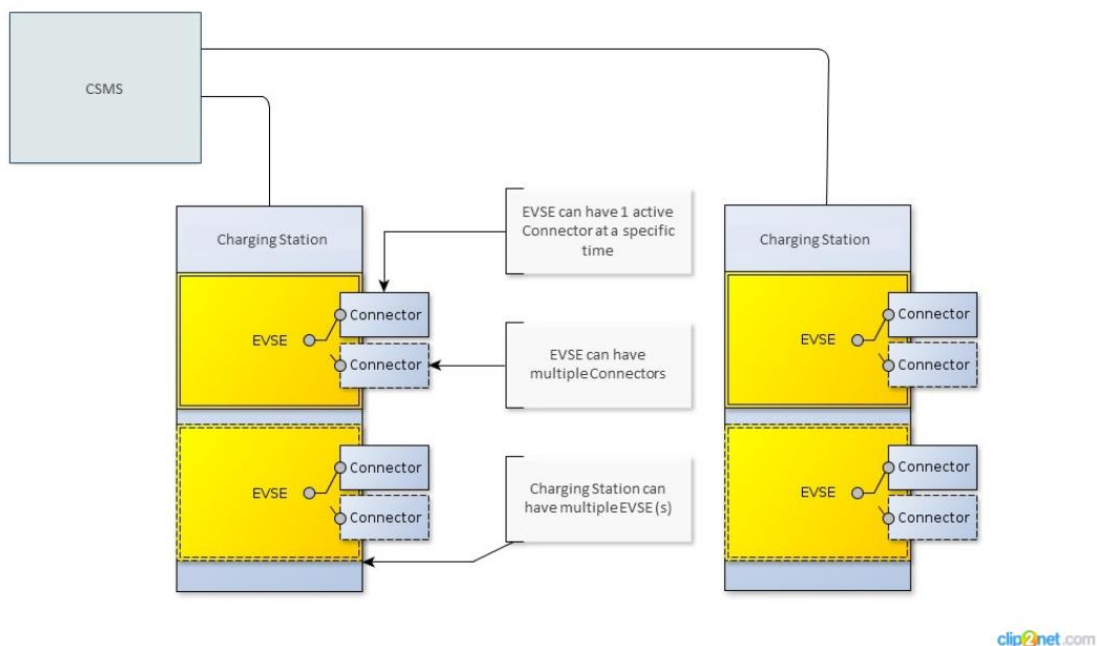 CSMS
Charging Station
EVSE
Connector
Connector
EVSE
Connector
Connector
EVSE can have 1 active
Connector at a specific
time
EVSE can have
multiple Connectors
Charging Station can
have multiple EVSE (s)
Charging Station
EVSE
Connector
Connector
EVSE
Connector
Connector
clip2net.com